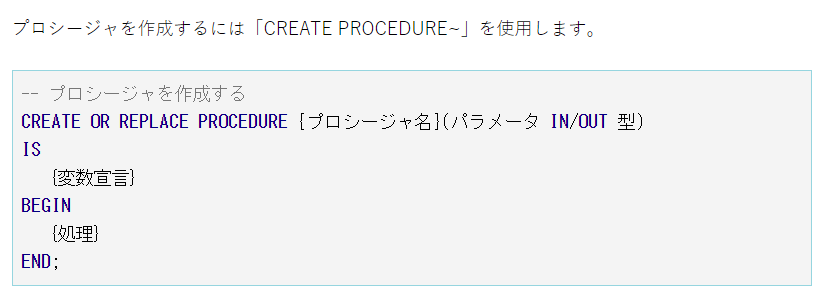 プロシージャを作成するには「CREATE PROCEDURE~」を使用します。
-- プロシージャを作成する
CREATE OR REPLACE PROCEDURE [プロシージャ名](パラメータ IN/OUT 型)
IS
{変数宣言}
BEGIN
{処理}
END;